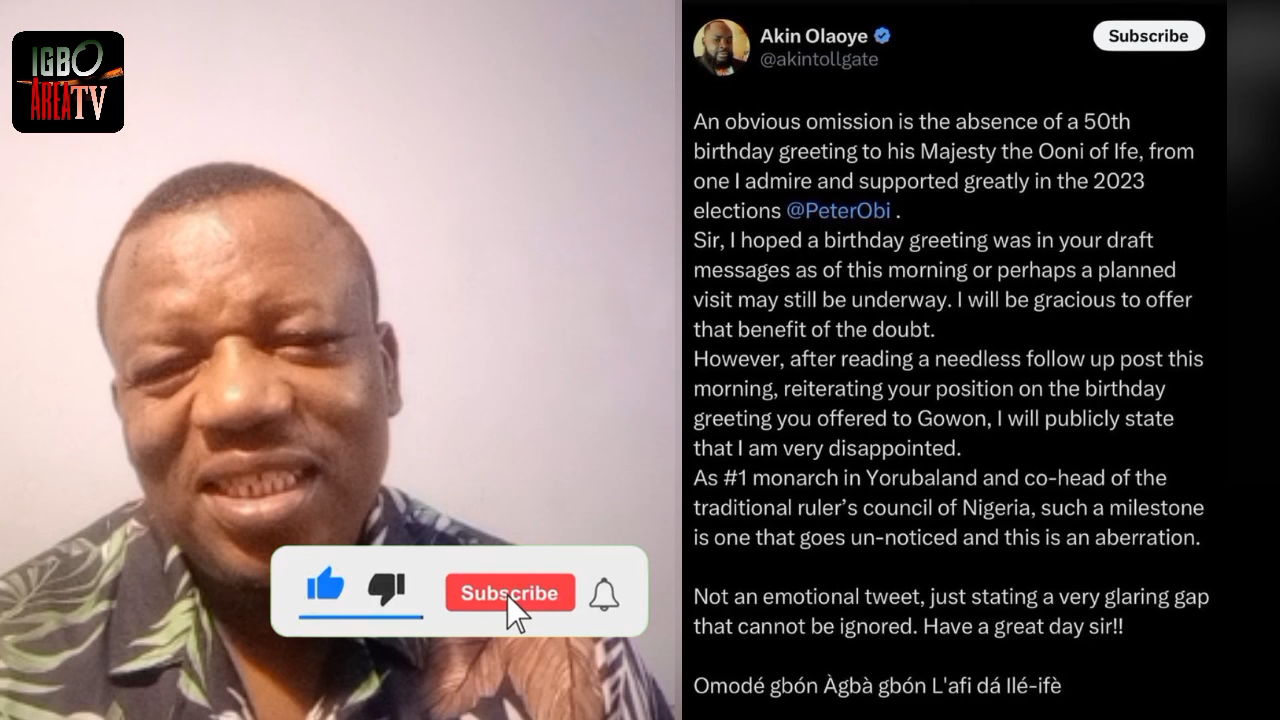 IGBO
AREATV
Subscribe
Akin Olaoye
@akintollgate
Subscribe
An obvious omission is the absence of a 50th
birthday greeting to his Majesty the Ooni of Ife, from
one I admire and supported greatly in the 2023
elections @PeterObi .
Sir, I hoped a birthday greeting was in your draft
messages as of this morning or perhaps a planned
visit may still be underway. I will be gracious to offer
that benefit of the doubt.
However, after reading a needless follow up post this
morning, reiterating your position on the birthday
greeting you offered to Gowon, I will publicly state
that I am very disappointed.
As #1 monarch in Yorubaland and co-head of the
traditional ruler’s council of Nigeria, such a milestone
is one that goes un-noticed and this is an aberration.
Not an emotional tweet, just stating a very glaring gap
that cannot be ignored. Have a great day sir!!
Omodé gbón Àgbà gbón L'afi dá Ilé-ifè